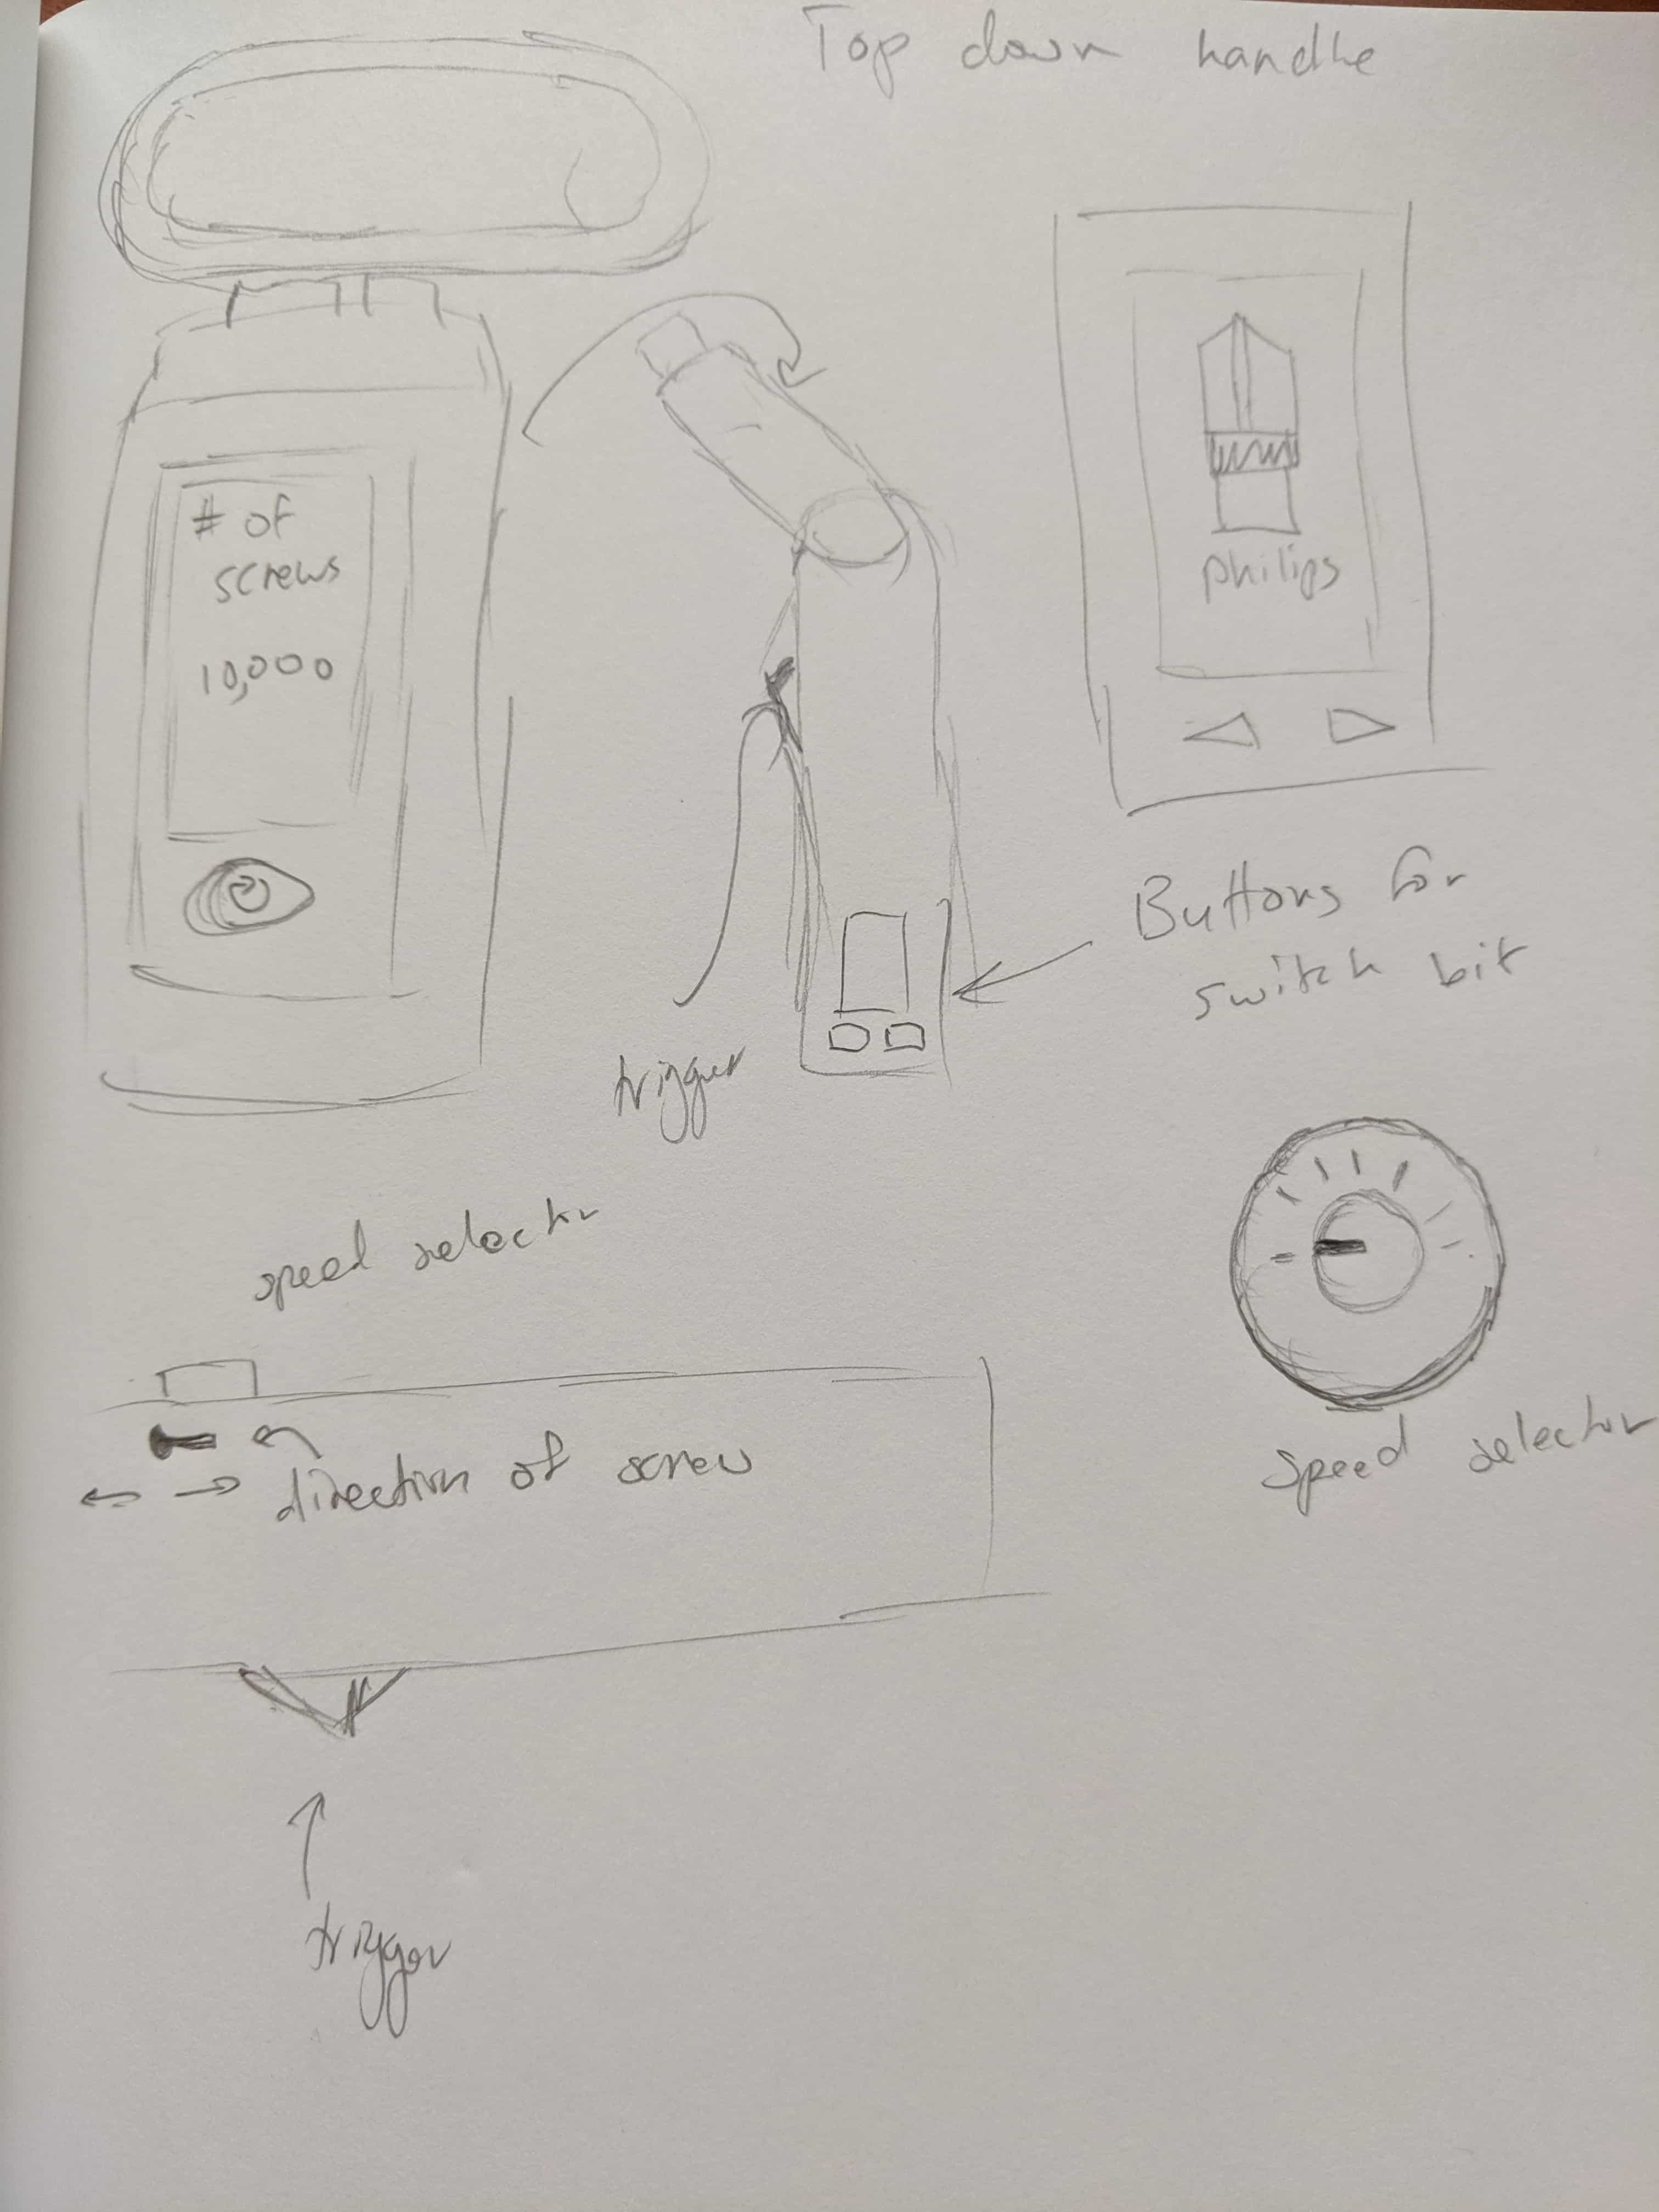 Top down handle
# of
screws
10,000
philips
Buttons for
switch bit
trigger
speed selector
direction of screw
speed selector
trigger